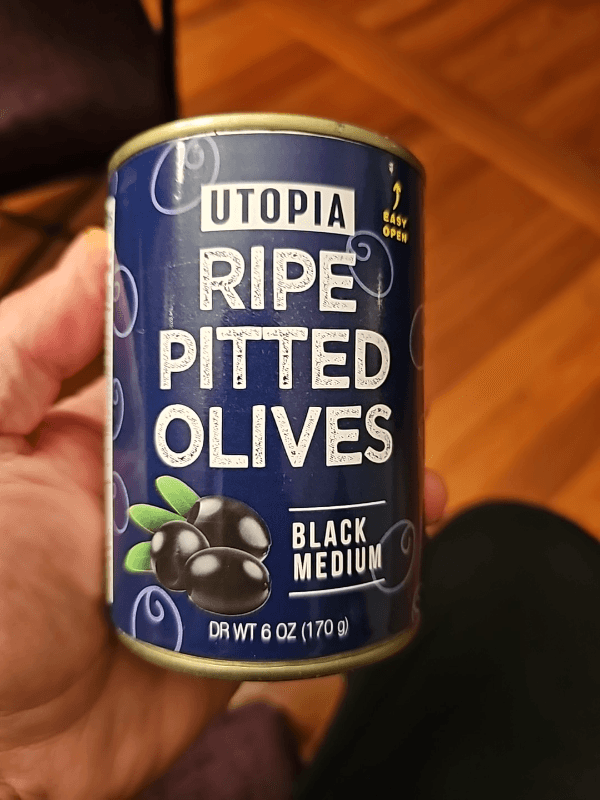 UTOPIA
EASY
OPEN
RIPE
PITTED
OLIVES
BLACK
MEDIUM
DR WT 6 OZ (170 g)